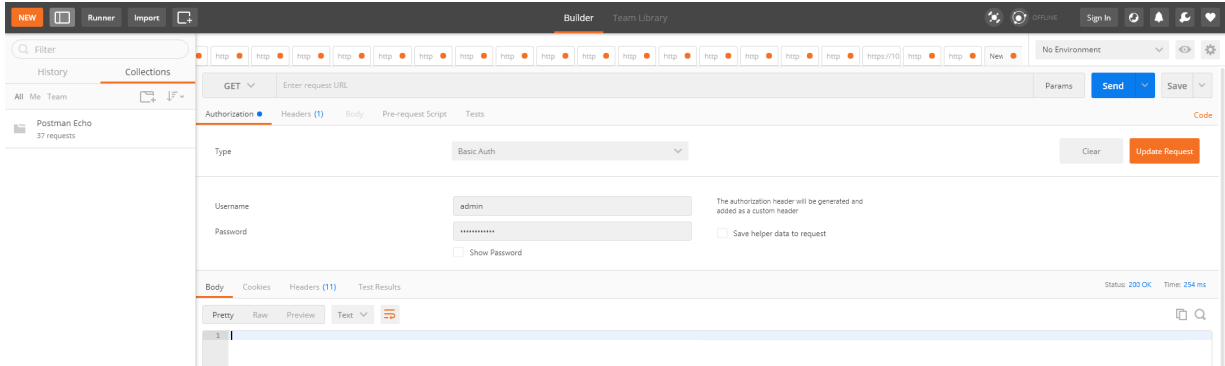 NEW Runner Import Builder Team Library OFFLINE Sign In
Filter
http http http http http http http http http http http http http http http http https://10 http http New No Environment
History Collections
GET Enter request URL Params Send Save
All Me Team
Authorization Headers (1) Body Pre-request Script Tests Code
Postman Echo
37 requests
Type Basic Auth Clear Update Request
Username admin The authorization header will be generated and
added as a custom header
Password ••••••••••••
Save helper data to request
Show Password
Body Cookies Headers (11) Test Results Status: 200 OK Time: 254 ms
Pretty Raw Preview Text
1